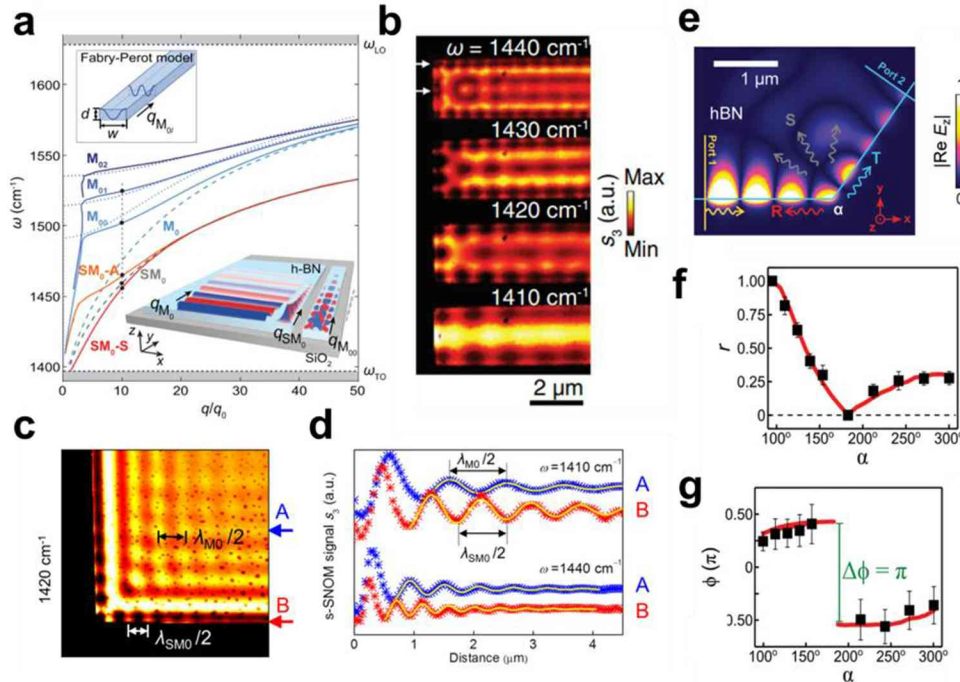 a
ω_LO
1600
Fabry-Perot model
d
w
q_M0l
1550
M02
M01
M00
M0
1500
ω (cm⁻¹)
SM0-A
SM0
1450
h-BN
q_M0
q_SM0
q_M00
SiO2
z
y
x
SM0-S
1400
ω_TO
0
10
20
30
40
50
q/q0
b
ω = 1440 cm⁻¹
1430 cm⁻¹
1420 cm⁻¹
1410 cm⁻¹
Max
Min
s3 (a.u.)
2 µm
c
1420 cm⁻¹
A
λM0/2
B
λSM0/2
d
s-SNOM signal s3 (a.u.)
λM0/2
ω =1410 cm⁻¹
A
B
λSM0/2
ω =1440 cm⁻¹
A
B
0
1
2
3
4
Distance (µm)
e
1 µm
hBN
Port 1
Port 2
S
T
R
α
y
z
x
|Re Ez|
f
r
1.00
0.75
0.50
0.25
0
100°
150°
200°
250°
300°
α
g
ϕ (π)
0.50
0
0.50
Δϕ = π
100°
150°
200°
250°
300°
α